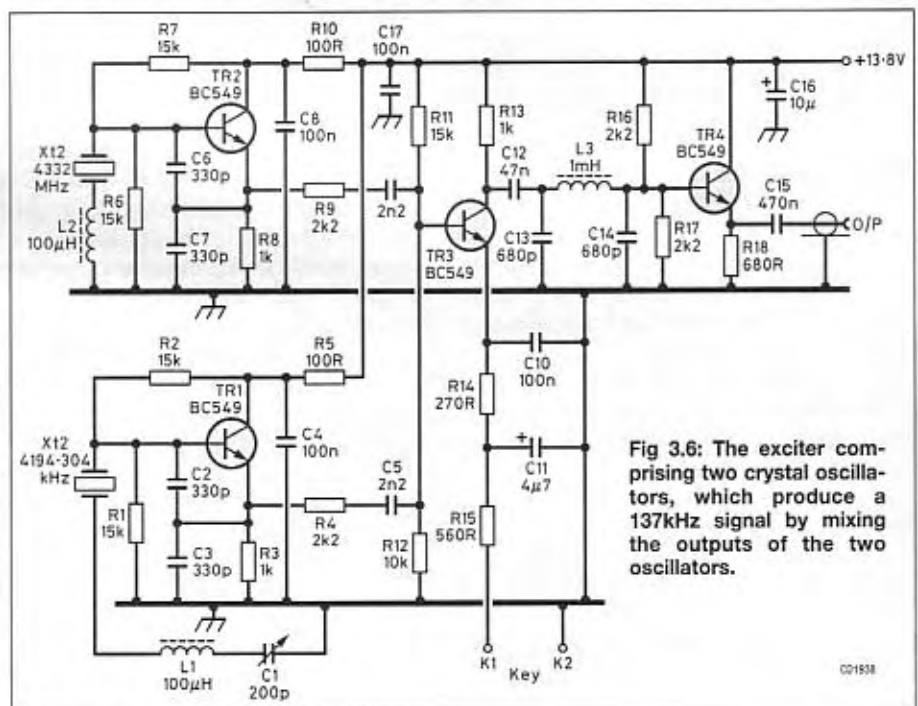 R7
15k
R10
100R
C17
100n
+13·8V
TR2
BC549
C8
100n
R11
15k
R13
1k
R16
2k2
C16
10µ
+
TR4
BC549
Xt2
4332
MHz
C6
330p
C12
47n
L3
1mH
C15
470n
O/P
R6
15k
L2
100µH
R9
2k2
2n2
C7
330p
R8
1k
TR3
BC549
C13
680p
C14
680p
R17
2k2
R18
680R
R2
15k
R5
100R
TR1
BC549
C10
100n
R14
270R
Xt2
4194-304
kHz
C4
100n
C2
330p
C5
2n2
+
C11
4µ7
R1
15k
R4
2k2
R12
10k
R15
560R
C3
330p
R3
1k
L1
100µH
C1
200p
K1
K2
Key
Fig 3.6: The exciter com-
prising two crystal oscilla-
tors, which produce a
137kHz signal by mixing
the outputs of the two
oscillators.
CD1938